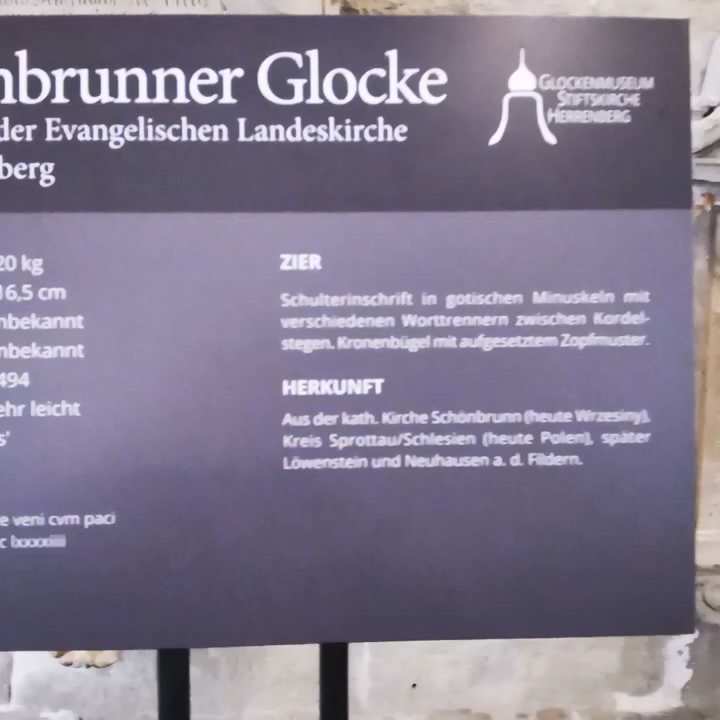 nbrunner Glocke
der Evangelischen Landeskirche
berg
GLOCKENMUSEUM
STIFTSKIRCHE
HERRENBERG
20 kg
16,5 cm
nbekannt
nbekannt
494
ehr leicht
s'
e veni cvm paci
ZIER
Schulterinschrift in gotischen Minuskeln mit
verschiedenen Worttrennern zwischen Kordel-
stegen. Kronenbügel mit aufgesetztem Zopfmuster.
HERKUNFT
Aus der kath. Kirche Schönbrunn (heute Wrzesiny),
Kreis Sprottau/Schlesien (heute Polen), später
Löwenstein und Neuhausen a. d. Fildern.